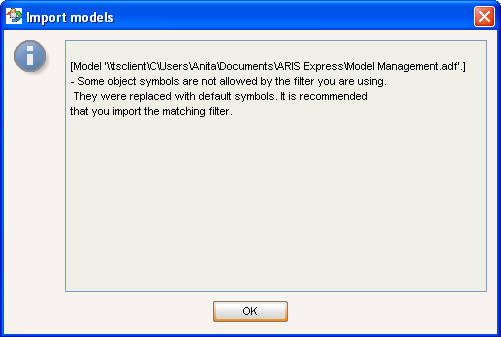 Import models
[Model '\\tsclient\C\Users\Anita\Documents\ARIS Express\Model Management.adf'.]
- Some object symbols are not allowed by the filter you are using.
They were replaced with default symbols. It is recommended
that you import the matching filter.
OK